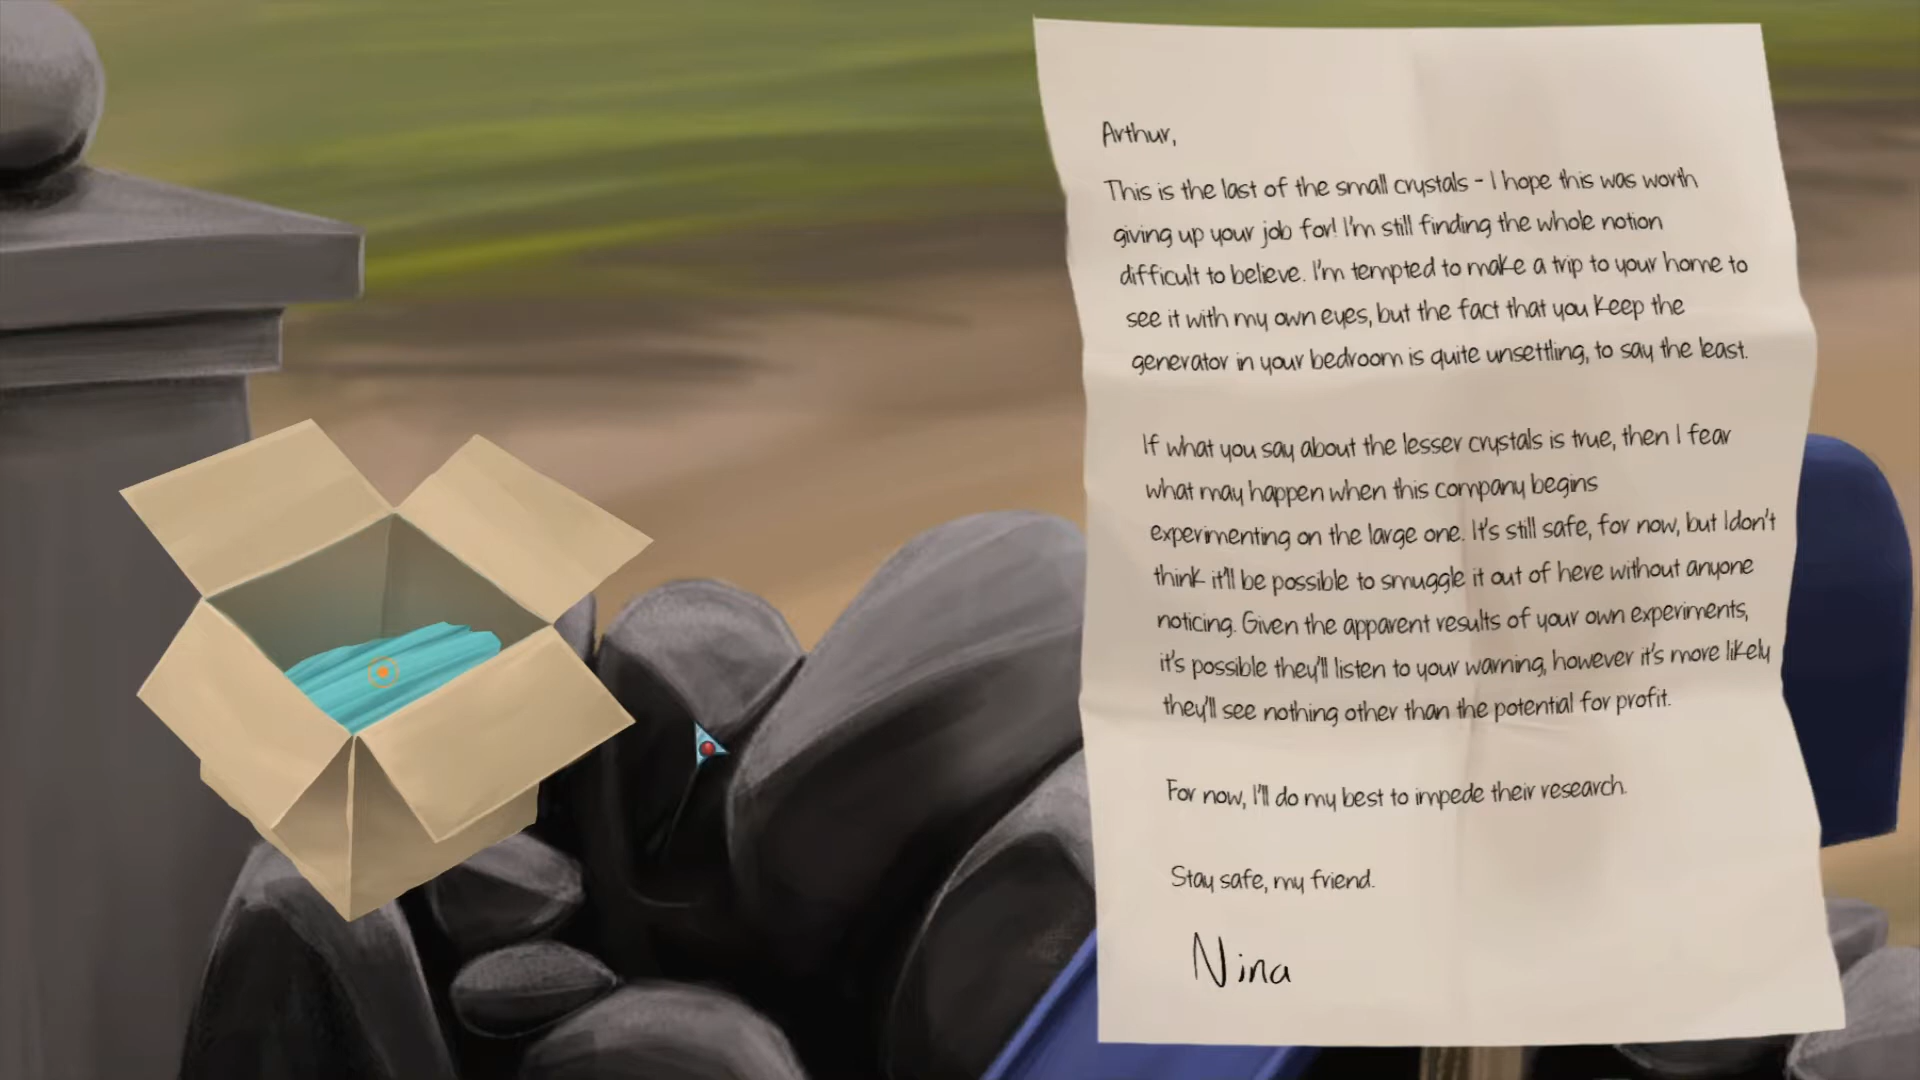 Arthur,
This is the last of the small crystals - I hope this was worth
giving up your job for! I'm still finding the whole notion
difficult to believe. I'm tempted to make a trip to your home to
see it with my own eyes, but the fact that you keep the
generator in your bedroom is quite unsettling, to say the least.
If what you say about the lesser crystals is true, then I fear
what may happen when this company begins
experimenting on the large one. It's still safe, for now, but I don't
think it'll be possible to smuggle it out of here without anyone
noticing. Given the apparent results of your own experiments,
it's possible they'll listen to your warning, however it's more likely
they'll see nothing other than the potential for profit.
For now, I'll do my best to impede their research.
Stay safe, my friend.
Nina